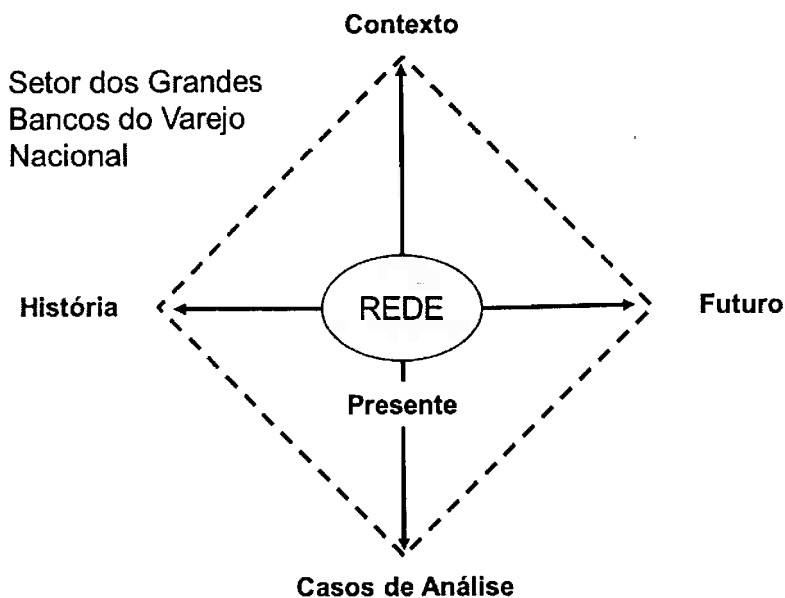 Contexto
Setor dos Grandes
Bancos do Varejo
Nacional
História
REDE
Futuro
Presente
Casos de Análise